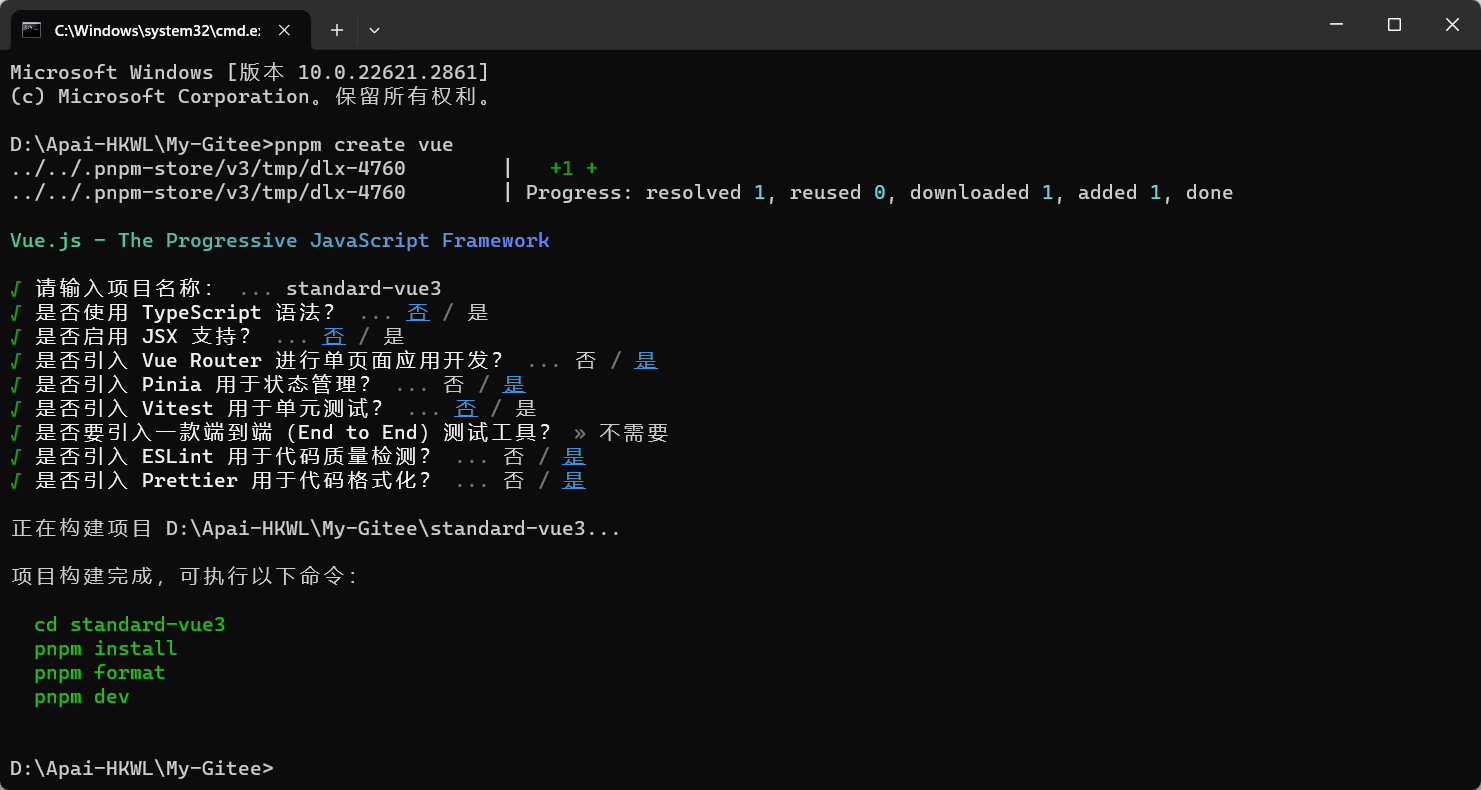 C:\Windows\system32\cmd.e
Microsoft Windows [版本 10.0.22621.2861]
(c) Microsoft Corporation。保留所有权利。
D:\Apai-HKWL\My-Gitee>pnpm create vue
../../.pnpm-store/v3/tmp/dlx-4760 | +1 +
../../.pnpm-store/v3/tmp/dlx-4760 | Progress: resolved 1, reused 0, downloaded 1, added 1, done
Vue.js - The Progressive JavaScript Framework
√ 请输入项目名称： ... standard-vue3
√ 是否使用 TypeScript 语法？ ... 否 / 是
√ 是否启用 JSX 支持？ ... 否 / 是
√ 是否引入 Vue Router 进行单页面应用开发？ ... 否 / 是
√ 是否引入 Pinia 用于状态管理？ ... 否 / 是
√ 是否引入 Vitest 用于单元测试？ ... 否 / 是
√ 是否要引入一款端到端（End to End）测试工具？ » 不需要
√ 是否引入 ESLint 用于代码质量检测？ ... 否 / 是
√ 是否引入 Prettier 用于代码格式化？ ... 否 / 是
正在构建项目 D:\Apai-HKWL\My-Gitee\standard-vue3...
项目构建完成，可执行以下命令：
cd standard-vue3
pnpm install
pnpm format
pnpm dev
D:\Apai-HKWL\My-Gitee>